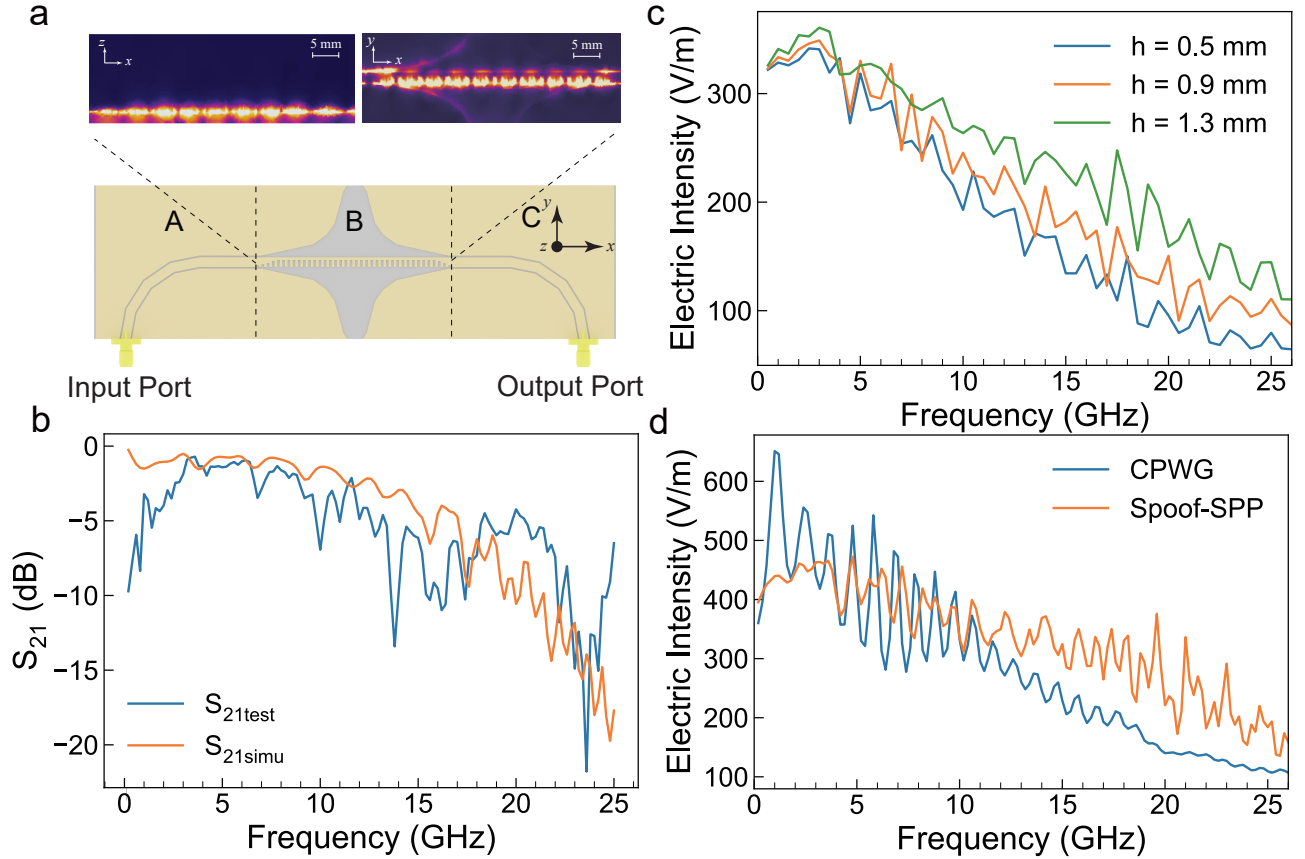 a
z
x
5 mm
y
x
5 mm
A
B
C
y
z
x
Input Port
Output Port
b
S21 (dB)
0
−5
−10
−15
−20
S21test
S21simu
0
5
10
15
20
25
Frequency (GHz)
c
Electric Intensity (V/m)
300
200
100
h = 0.5 mm
h = 0.9 mm
h = 1.3 mm
0
5
10
15
20
25
Frequency (GHz)
d
Electric Intensity (V/m)
600
500
400
300
200
100
CPWG
Spoof-SPP
0
5
10
15
20
25
Frequency (GHz)